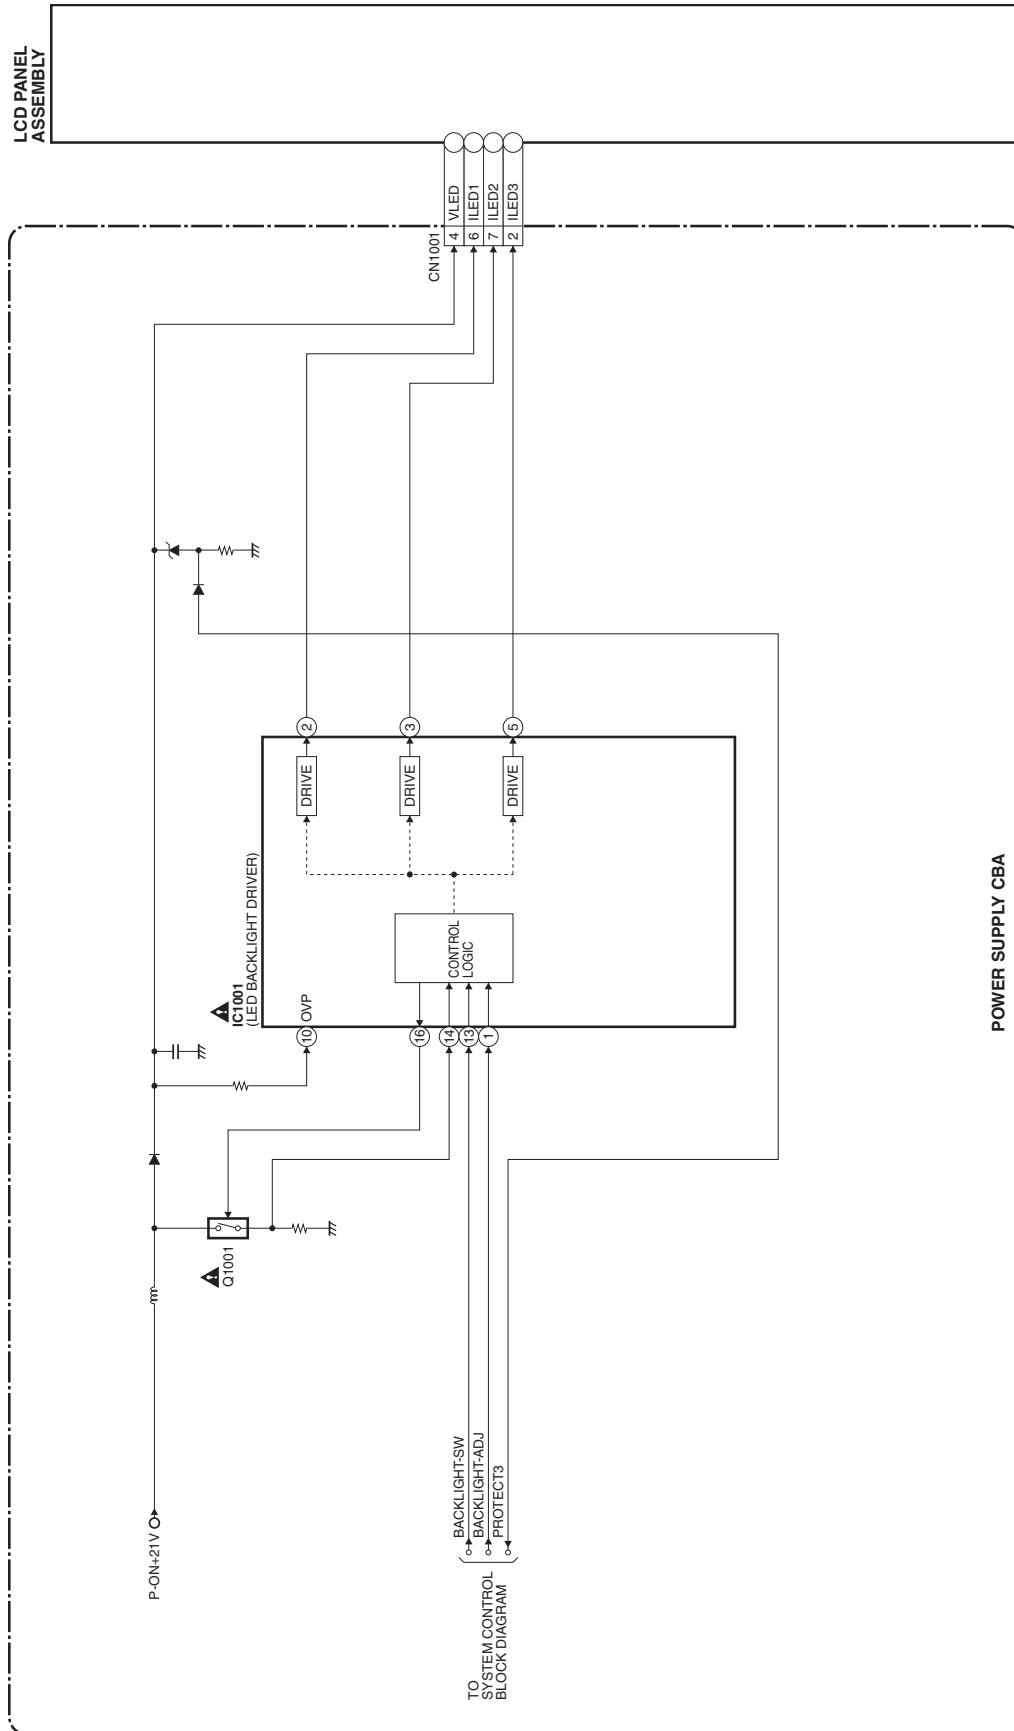 LCD PANEL
ASSEMBLY
CN1001
4 VLED
6 ILED1
7 ILED2
2 ILED3
2
3
5
DRIVE
DRIVE
DRIVE
IC1001
(LED BACKLIGHT DRIVER)
CONTROL
LOGIC
10 OVP
16
14
13
1
Q1001
P-ON+21V
BACKLIGHT-SW
BACKLIGHT-ADJ
PROTECT3
TO
SYSTEM CONTROL
BLOCK DIAGRAM
POWER SUPPLY CBA